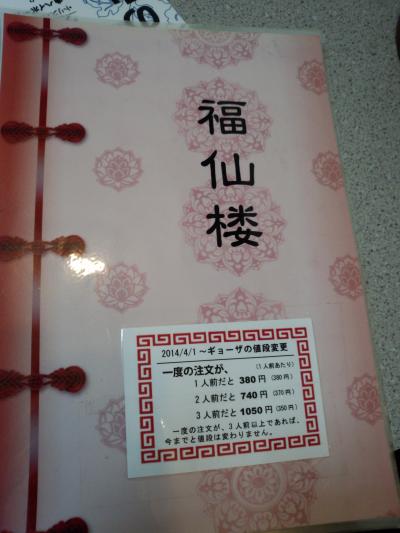 福仙楼
2014/4/1～ギョーザの値段変更
一度の注文が、
（1人前あたり）
1人前だと 380円（380円）
2人前だと 740円（370円）
3人前だと 1050円（350円）
一度の注文が、3人前以上であれば、
今までと値段は変わりません。